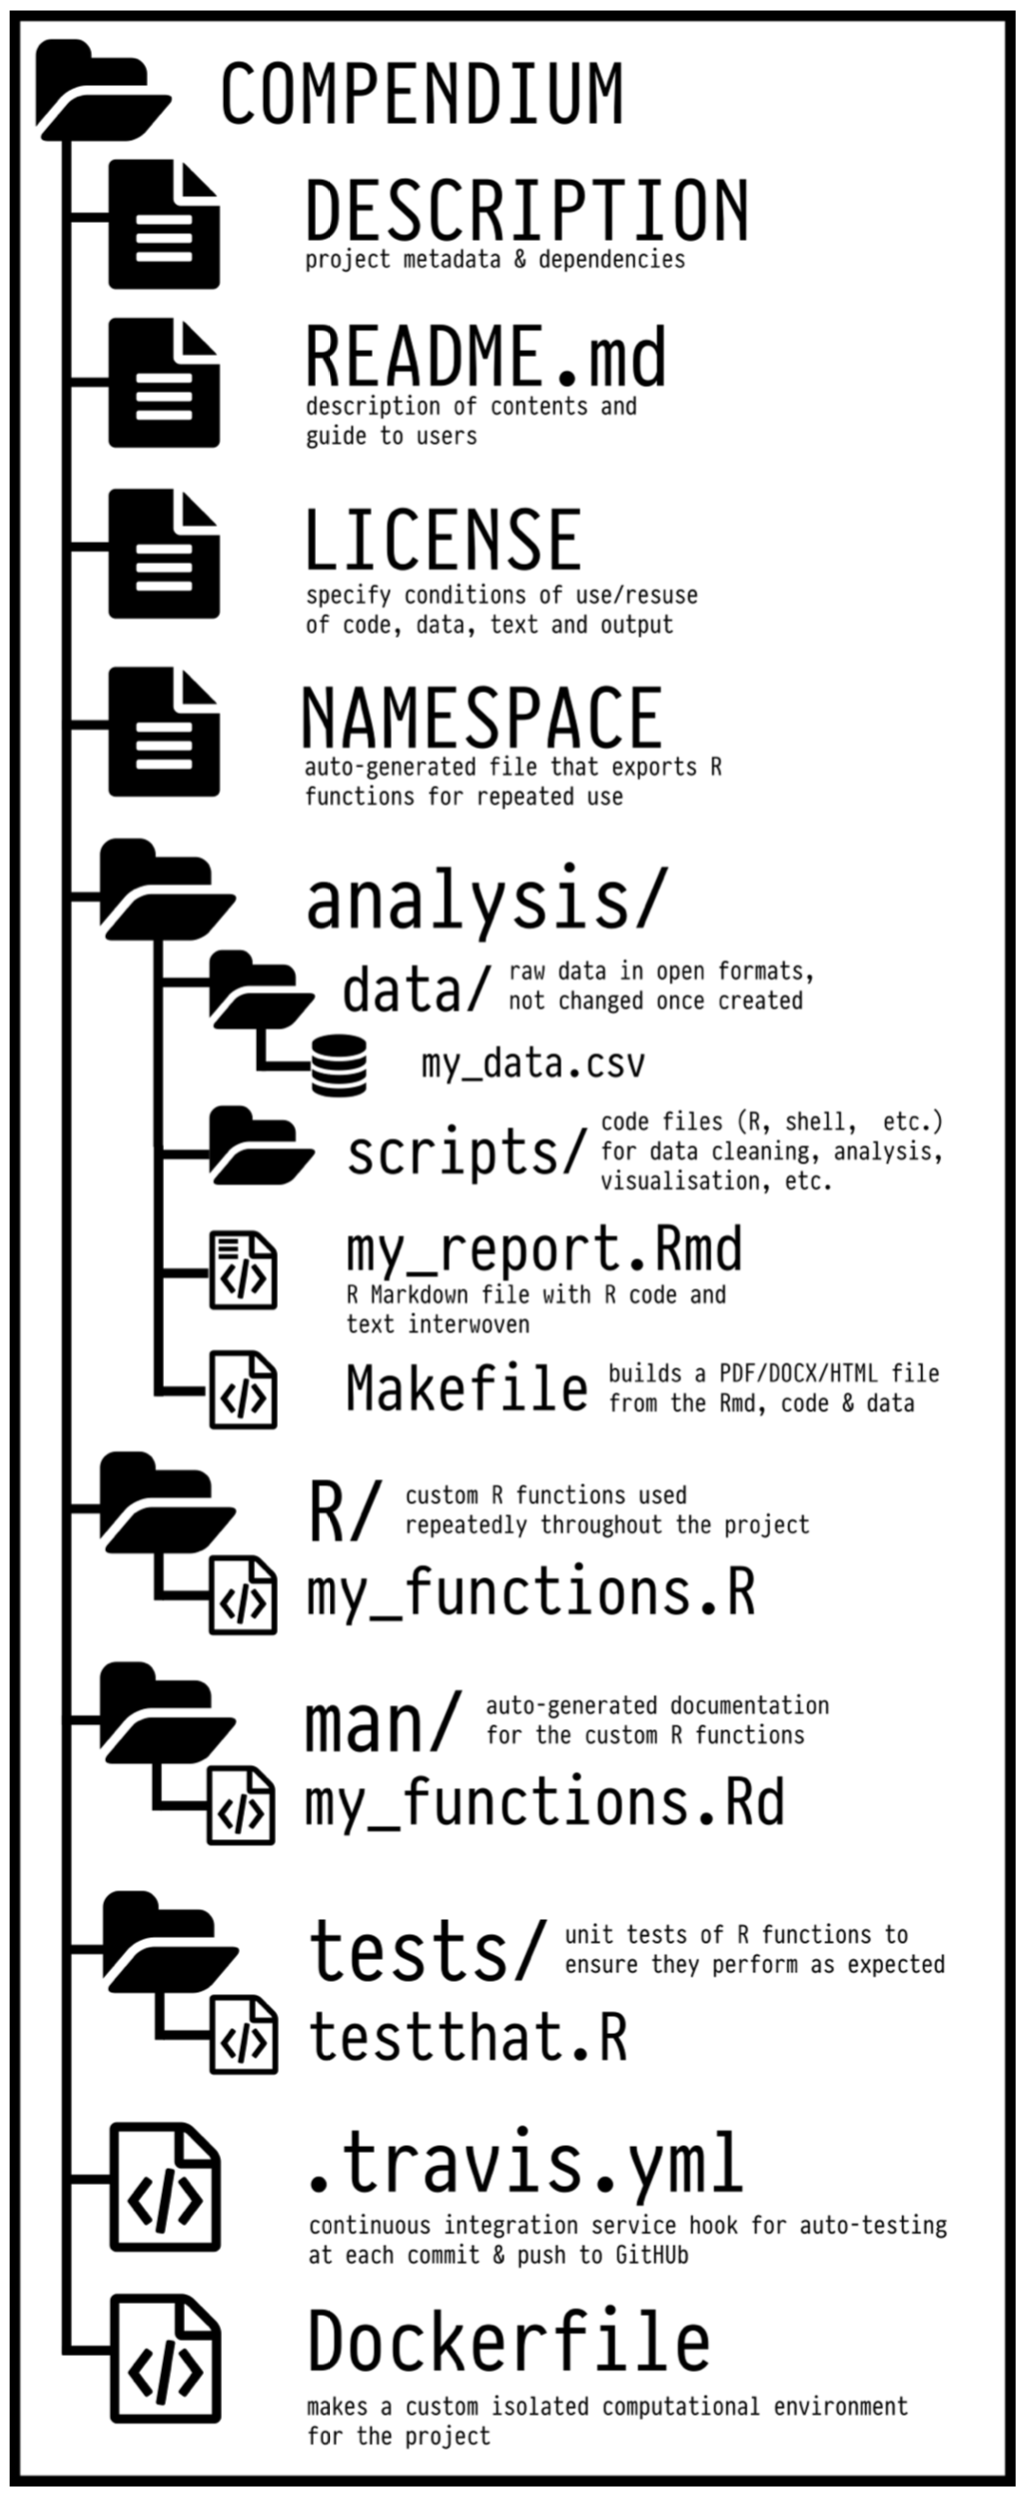 COMPENDIUM
DESCRIPTION
project metadata & dependencies
README.md
description of contents and
guide to users
LICENSE
specify conditions of use/resuse
of code, data, text and output
NAMESPACE
auto-generated file that exports R
functions for repeated use
analysis/
data/
raw data in open formats,
not changed once created
my_data.csv
scripts/
code files (R, shell, etc.)
for data cleaning, analysis,
visualisation, etc.
my_report.Rmd
R Markdown file with R code and
text interwoven
Makefile
builds a PDF/DOCX/HTML file
from the Rmd, code & data
R/
custom R functions used
repeatedly throughout the project
my_functions.R
man/
auto-generated documentation
for the custom R functions
my_functions.Rd
tests/
unit tests of R functions to
ensure they perform as expected
testthat.R
.travis.yml
continuous integration service hook for auto-testing
at each commit & push to GitHUb
Dockerfile
makes a custom isolated computational environment
for the project